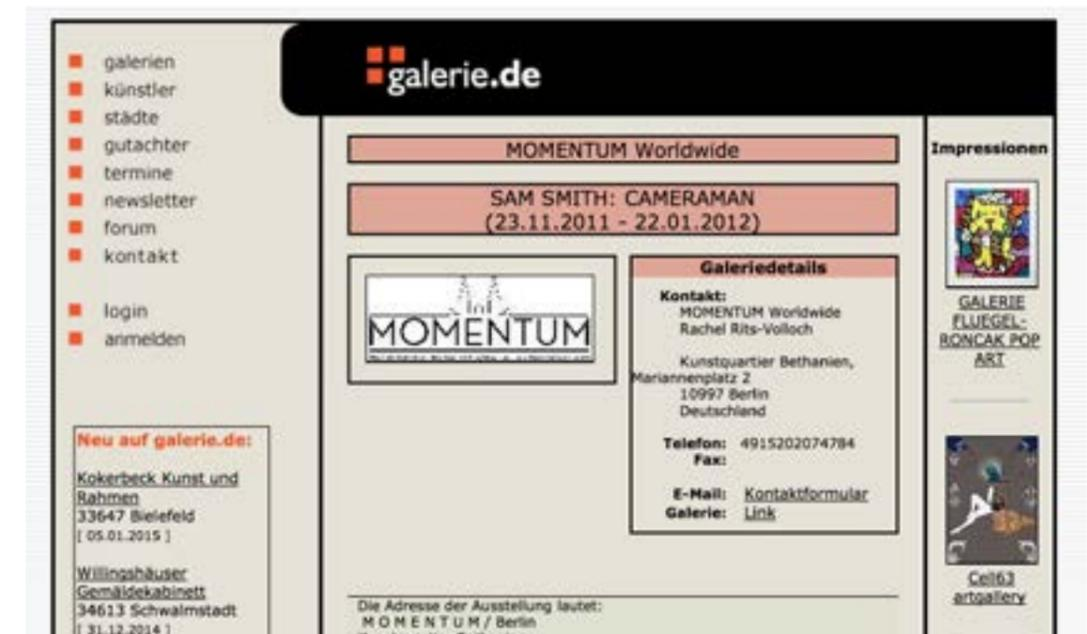 galerien
künstler
städte
gutachter
termine
newsletter
forum
kontakt
login
anmelden
Neu auf galerie.de:
Kokerbeck Kunst und
Rahmen
33647 Bielefeld
[ 05.01.2015 ]
Willingshäuser
Gemäldekabinett
34613 Schwalmstadt
[ 31.12.2014 ]
galerie.de
MOMENTUM Worldwide
SAM SMITH: CAMERAMAN
(23.11.2011 - 22.01.2012)
MOMENTUM
Galeriedetails
Kontakt:
MOMENTUM Worldwide
Rachel Rits-Volloch
Kunstquartier Bethanien,
Mariannenplatz 2
10997 Berlin
Deutschland
Telefon: 4915202074784
Fax:
E-Mail: Kontaktformular
Galerie: Link
Die Adresse der Ausstellung lautet:
M O M E N T U M / Berlin
Impressionen
GALERIE
FLUEGEL-
RONCAK POP
ART
Cell63
artgallery